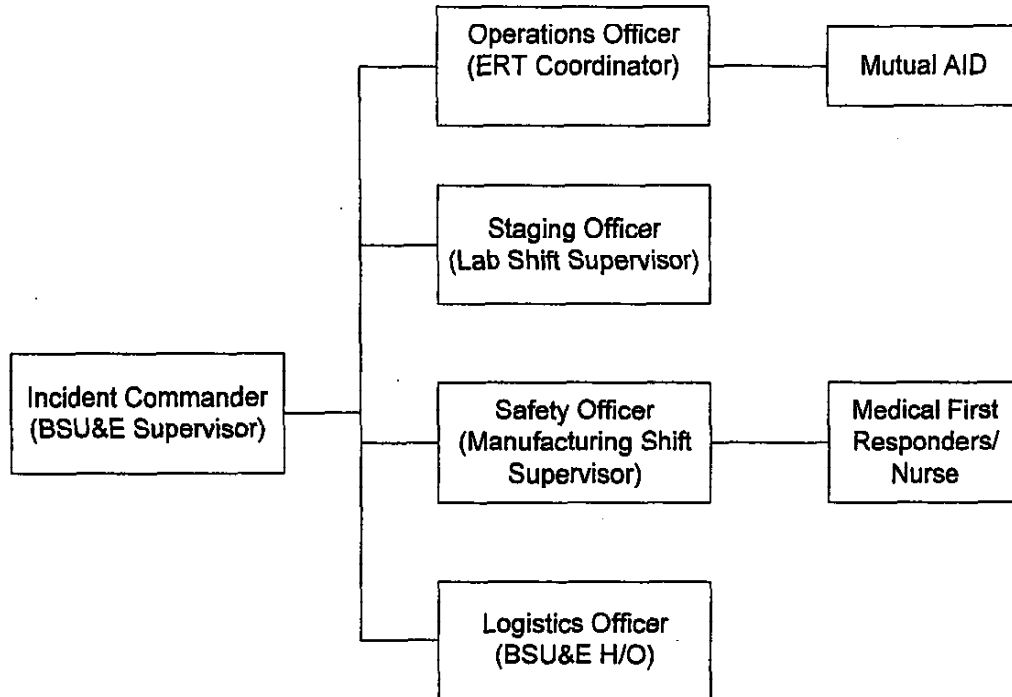 Operations Officer
(ERT Coordinator)
Mutual AID
Staging Officer
(Lab Shift Supervisor)
Incident Commander
(BSU&E Supervisor)
Safety Officer
(Manufacturing Shift
Supervisor)
Medical First
Responders/
Nurse
Logistics Officer
(BSU&E H/O)